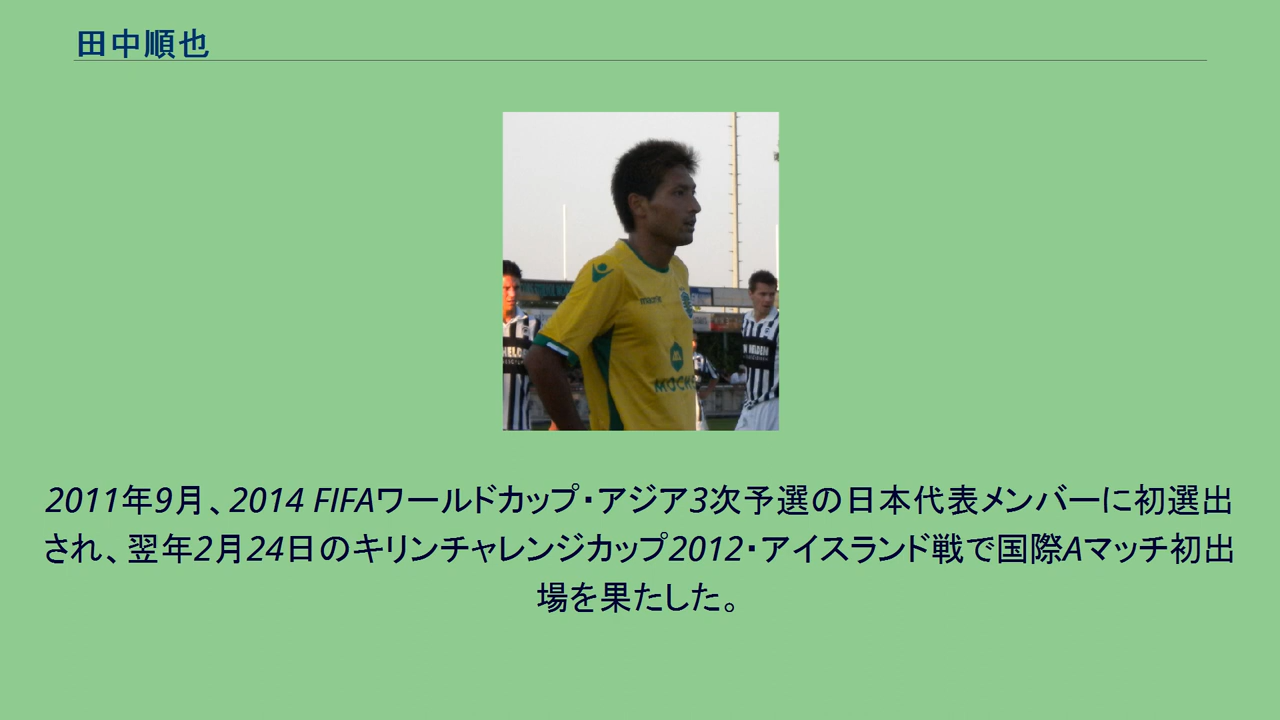 田中順也
macron
2011年9月、2014 FIFAワールドカップ・アジア3次予選の日本代表メンバーに初選出
され、翌年2月24日のキリンチャレンジカップ2012・アイスランド戦で国際Aマッチ初出
場を果たした。